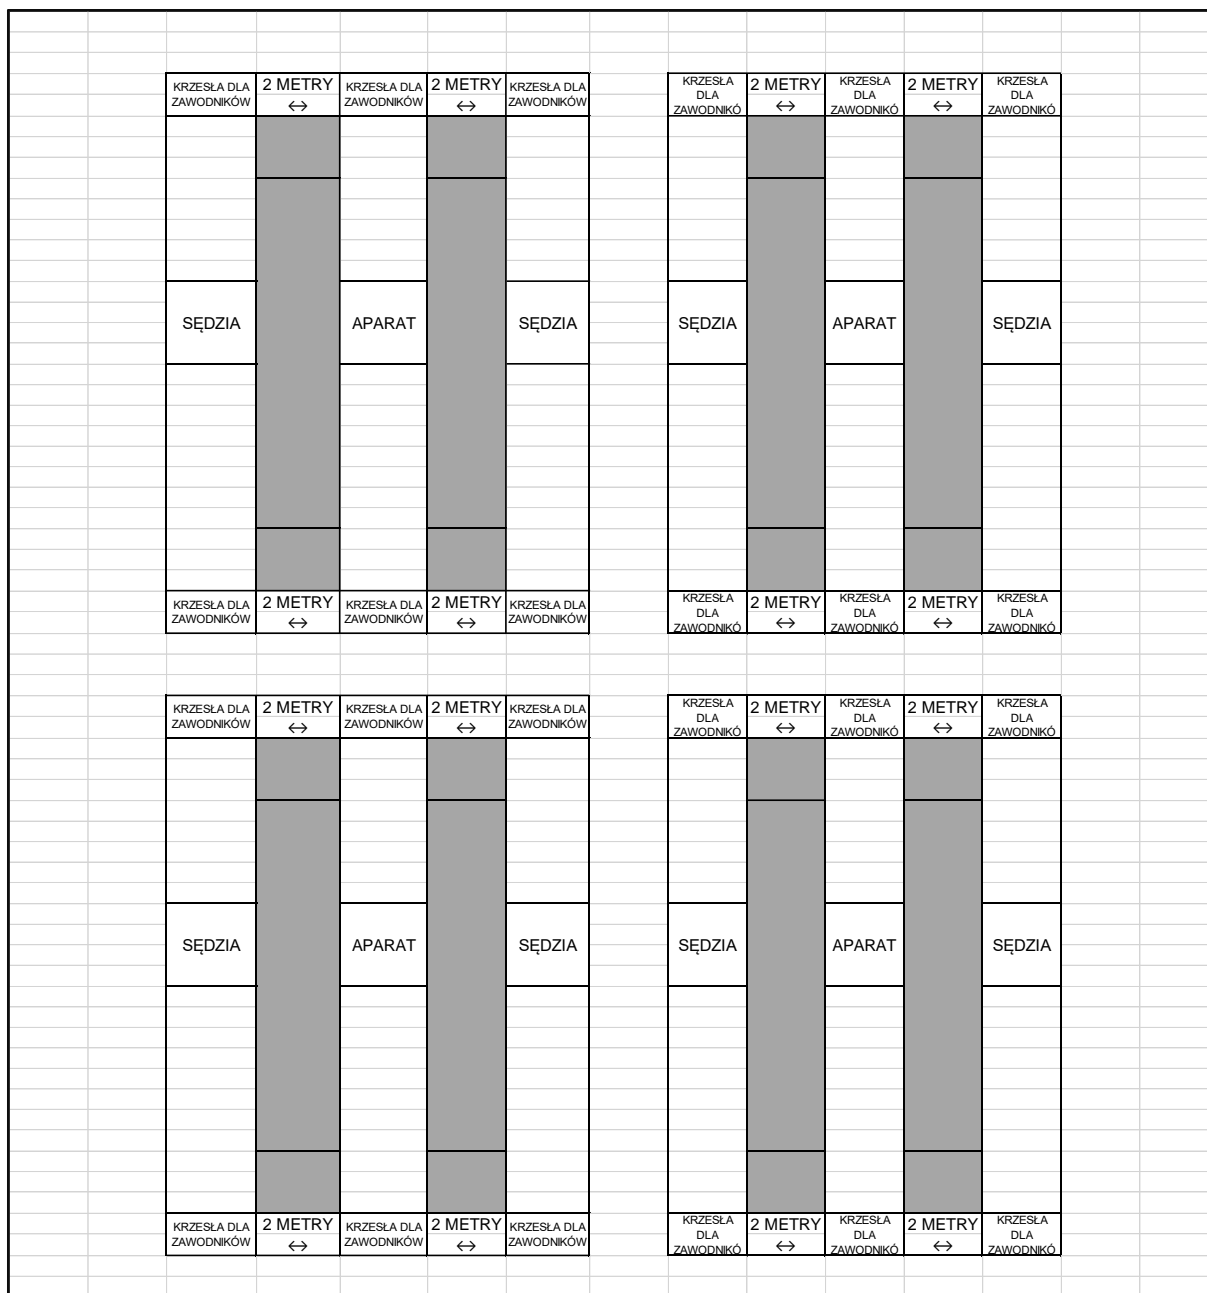 KRZESŁA DLA
ZAWODNIKÓW
2 METRY
↔
KRZESŁA DLA
ZAWODNIKÓW
2 METRY
↔
KRZESŁA DLA
ZAWODNIKÓW
KRZESŁA
DLA
ZAWODNIKÓ
2 METRY
↔
KRZESŁA
DLA
ZAWODNIKÓ
2 METRY
↔
KRZESŁA
DLA
ZAWODNIKÓ
SĘDZIA
APARAT
SĘDZIA
SĘDZIA
APARAT
SĘDZIA
KRZESŁA DLA
ZAWODNIKÓW
2 METRY
↔
KRZESŁA DLA
ZAWODNIKÓW
2 METRY
↔
KRZESŁA DLA
ZAWODNIKÓW
KRZESŁA
DLA
ZAWODNIKÓ
2 METRY
↔
KRZESŁA
DLA
ZAWODNIKÓ
2 METRY
↔
KRZESŁA
DLA
ZAWODNIKÓ
KRZESŁA DLA
ZAWODNIKÓW
2 METRY
↔
KRZESŁA DLA
ZAWODNIKÓW
2 METRY
↔
KRZESŁA DLA
ZAWODNIKÓW
KRZESŁA
DLA
ZAWODNIKÓ
2 METRY
↔
KRZESŁA
DLA
ZAWODNIKÓ
2 METRY
↔
KRZESŁA
DLA
ZAWODNIKÓ
SĘDZIA
APARAT
SĘDZIA
SĘDZIA
APARAT
SĘDZIA
KRZESŁA DLA
ZAWODNIKÓW
2 METRY
↔
KRZESŁA DLA
ZAWODNIKÓW
2 METRY
↔
KRZESŁA DLA
ZAWODNIKÓW
KRZESŁA
DLA
ZAWODNIKÓ
2 METRY
↔
KRZESŁA
DLA
ZAWODNIKÓ
2 METRY
↔
KRZESŁA
DLA
ZAWODNIKÓ